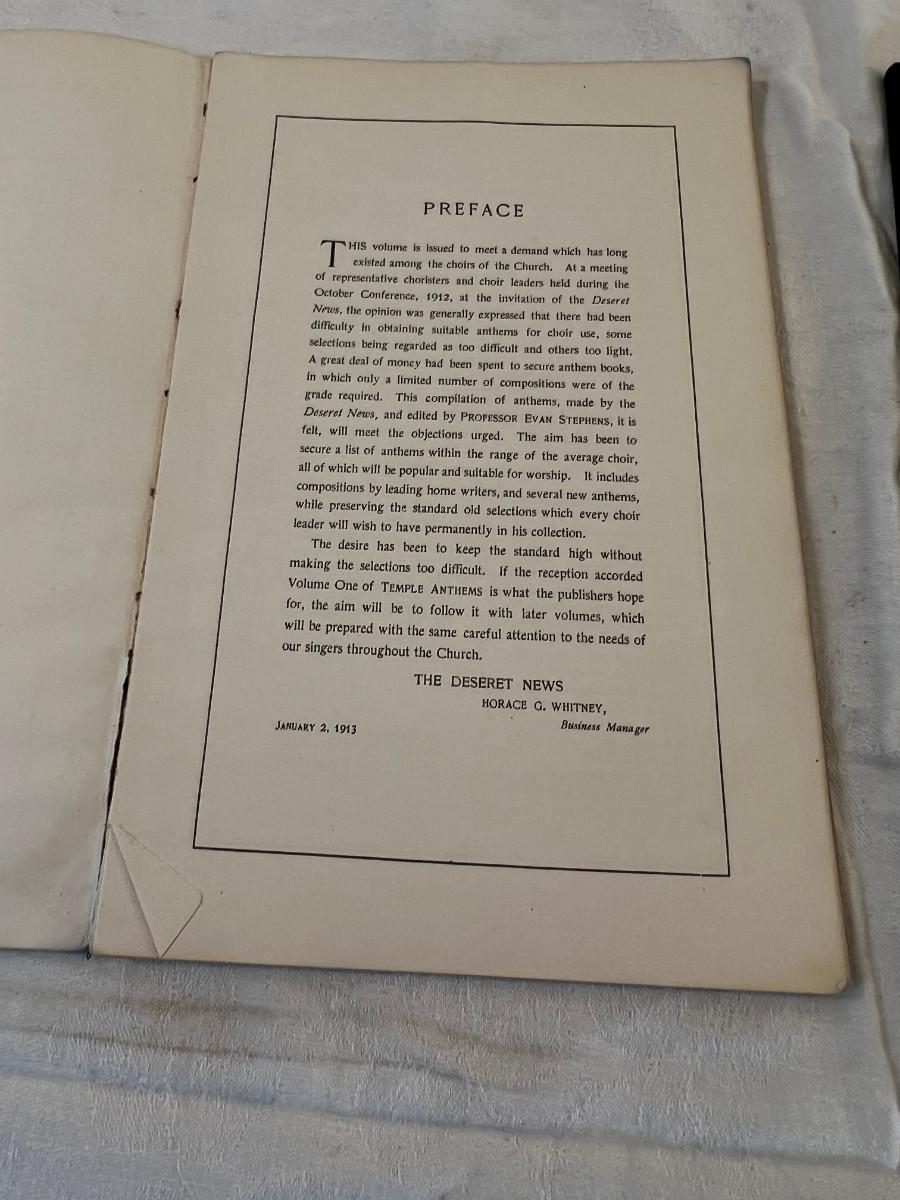 PREFACE
THIS volume is issued to meet a demand which has long
existed among the choirs of the Church. At a meeting
of representative choristers and choir leaders held during the
October Conference, 1912, at the invitation of the Deseret
News, the opinion was generally expressed that there had been
difficulty in obtaining suitable anthems for choir use, some
selections being regarded as too difficult and others too light.
A great deal of money had been spent to secure anthem books,
in which only a limited number of compositions were of the
grade required. This compilation of anthems, made by the
Deseret News, and edited by PROFESSOR EVAN STEPHENS, it is
felt, will meet the objections urged. The aim has been to
secure a list of anthems within the range of the average choir,
all of which will be popular and suitable for worship. It includes
compositions by leading home writers, and several new anthems,
while preserving the standard old selections which every choir
leader will wish to have permanently in his collection.
The desire has been to keep the standard high without
making the selections too difficult. If the reception accorded
Volume One of TEMPLE ANTHEMS is what the publishers hope
for, the aim will be to follow it with later volumes, which
will be prepared with the same careful attention to the needs of
our singers throughout the Church.
THE DESERET NEWS
HORACE G. WHITNEY,
JANUARY 2, 1913 Business Manager